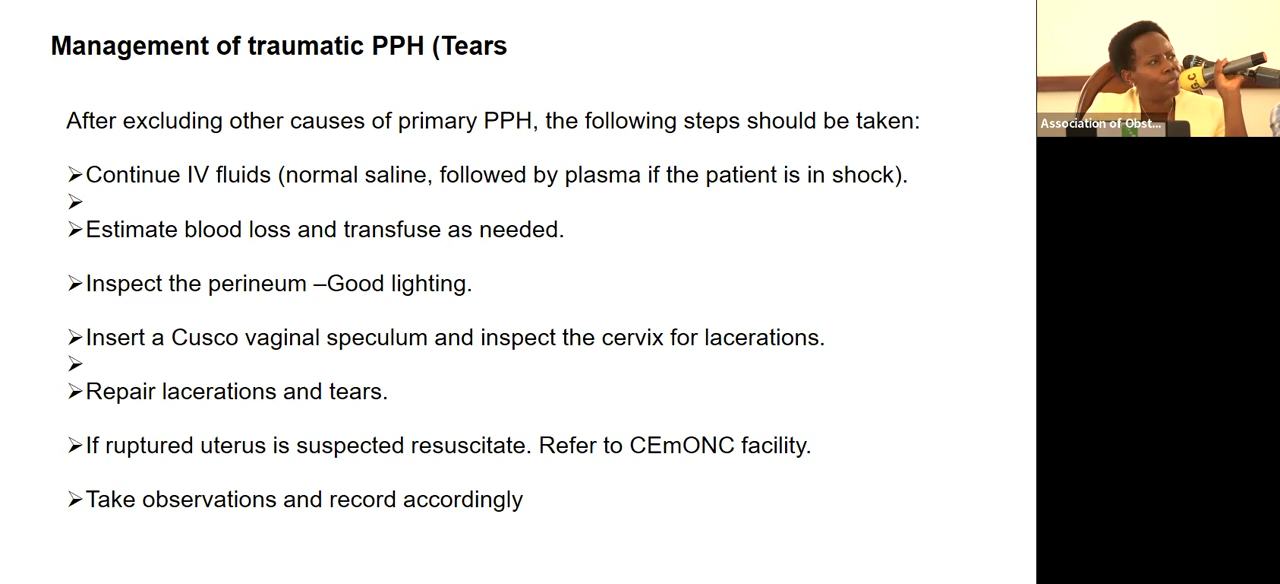 Management of traumatic PPH (Tears
After excluding other causes of primary PPH, the following steps should be taken:
➢Continue IV fluids (normal saline, followed by plasma if the patient is in shock).
➢
➢Estimate blood loss and transfuse as needed.
➢Inspect the perineum –Good lighting.
➢Insert a Cusco vaginal speculum and inspect the cervix for lacerations.
➢
➢Repair lacerations and tears.
➢If ruptured uterus is suspected resuscitate. Refer to CEmONC facility.
➢Take observations and record accordingly
Association of Obst...